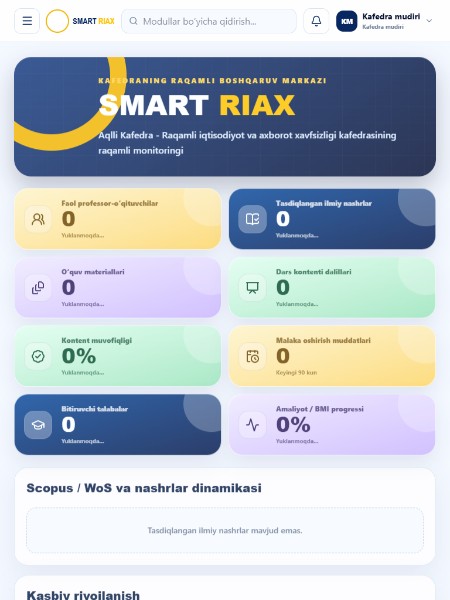 SMART RIAX
Modullar bo'yicha qidirish...
KM
Kafedra mudiri
Kafedra mudiri
KAFEDRANING RAQAMLI BOSHQARUV MARKAZI
SMART RIAX
Aqlli Kafedra - Raqamli iqtisodiyot va axborot xavfsizligi kafedrasining
raqamli monitoringi
Faol professor-o'qituvchilar
0
Yuklanmoqda...
Tasdiqlangan ilmiy nashrlar
0
Yuklanmoqda...
O'quv materiallari
0
Yuklanmoqda...
Dars kontenti dalillari
0
Yuklanmoqda...
Kontent muvofiqligi
0%
Yuklanmoqda...
Malaka oshirish muddatlari
0
Keyingi 90 kun
Bitiruvchi talabalar
0
Yuklanmoqda...
Amaliyot / BMI progressi
0%
Yuklanmoqda...
Scopus / WoS va nashrlar dinamikasi
Tasdiqlangan ilmiy nashrlar mavjud emas.
Kasbiy rivojlanish